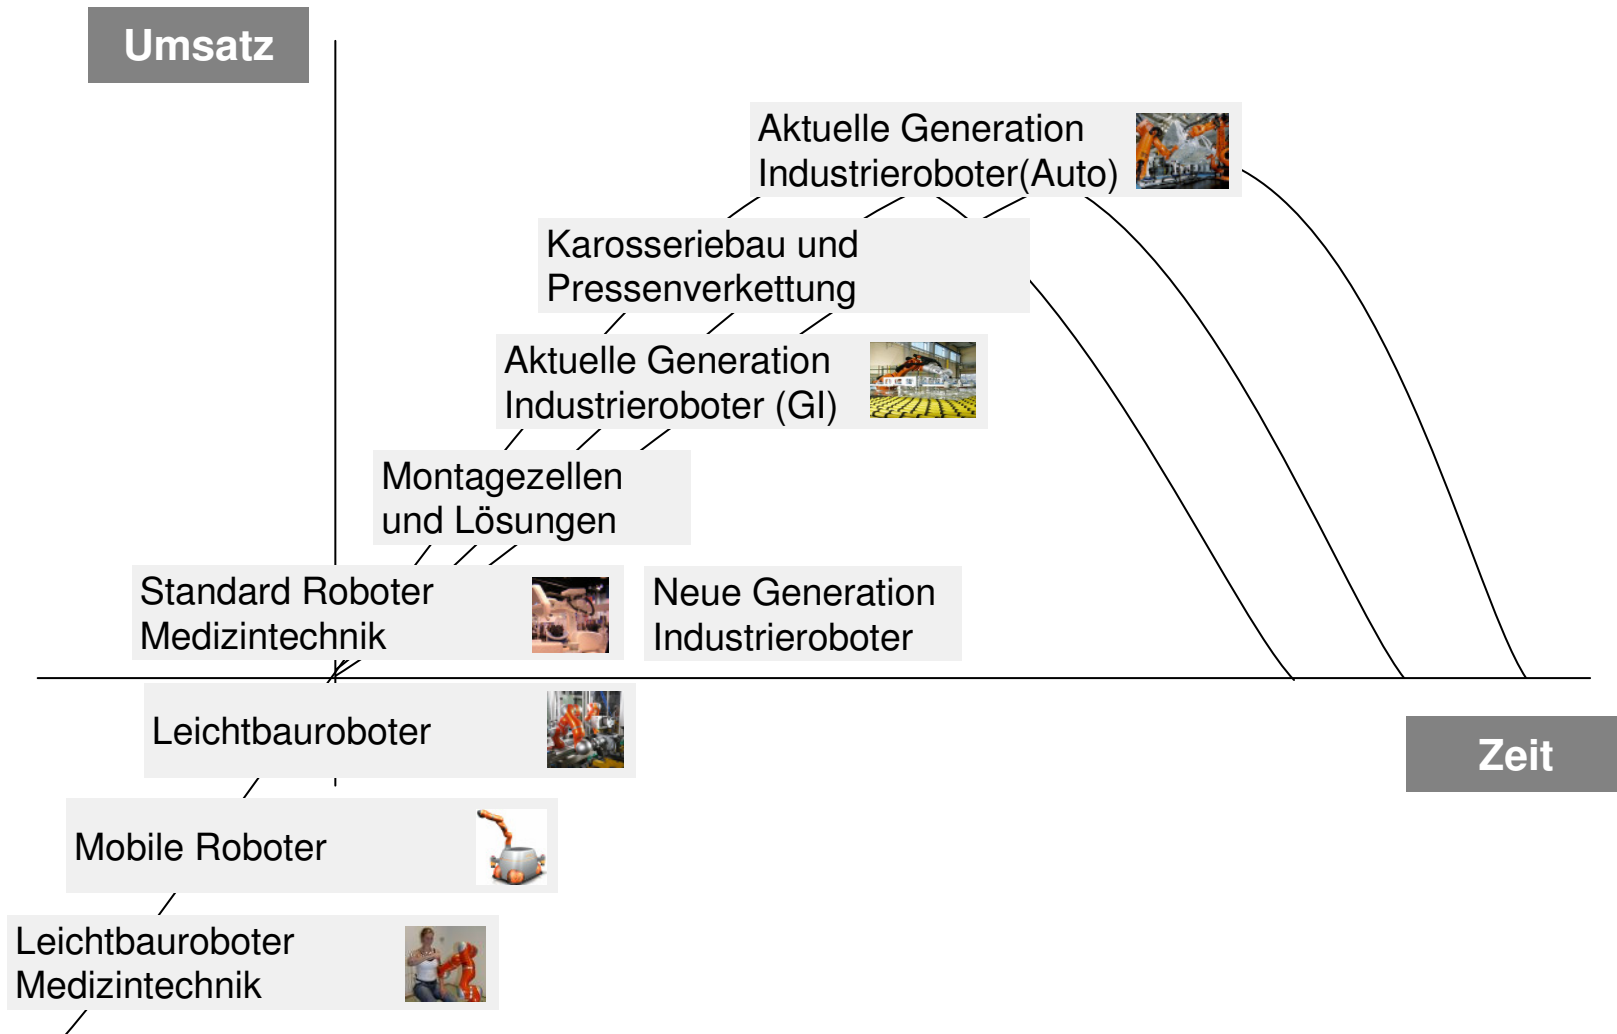 Umsatz
Aktuelle Generation
Industrieroboter(Auto)
Karosseriebau und
Pressenverkettung
Aktuelle Generation
Industrieroboter (GI)
Montagezellen
und Lösungen
Standard Roboter
Medizintechnik
Neue Generation
Industrieroboter
Leichtbauroboter
Zeit
Mobile Roboter
Leichtbauroboter
Medizintechnik